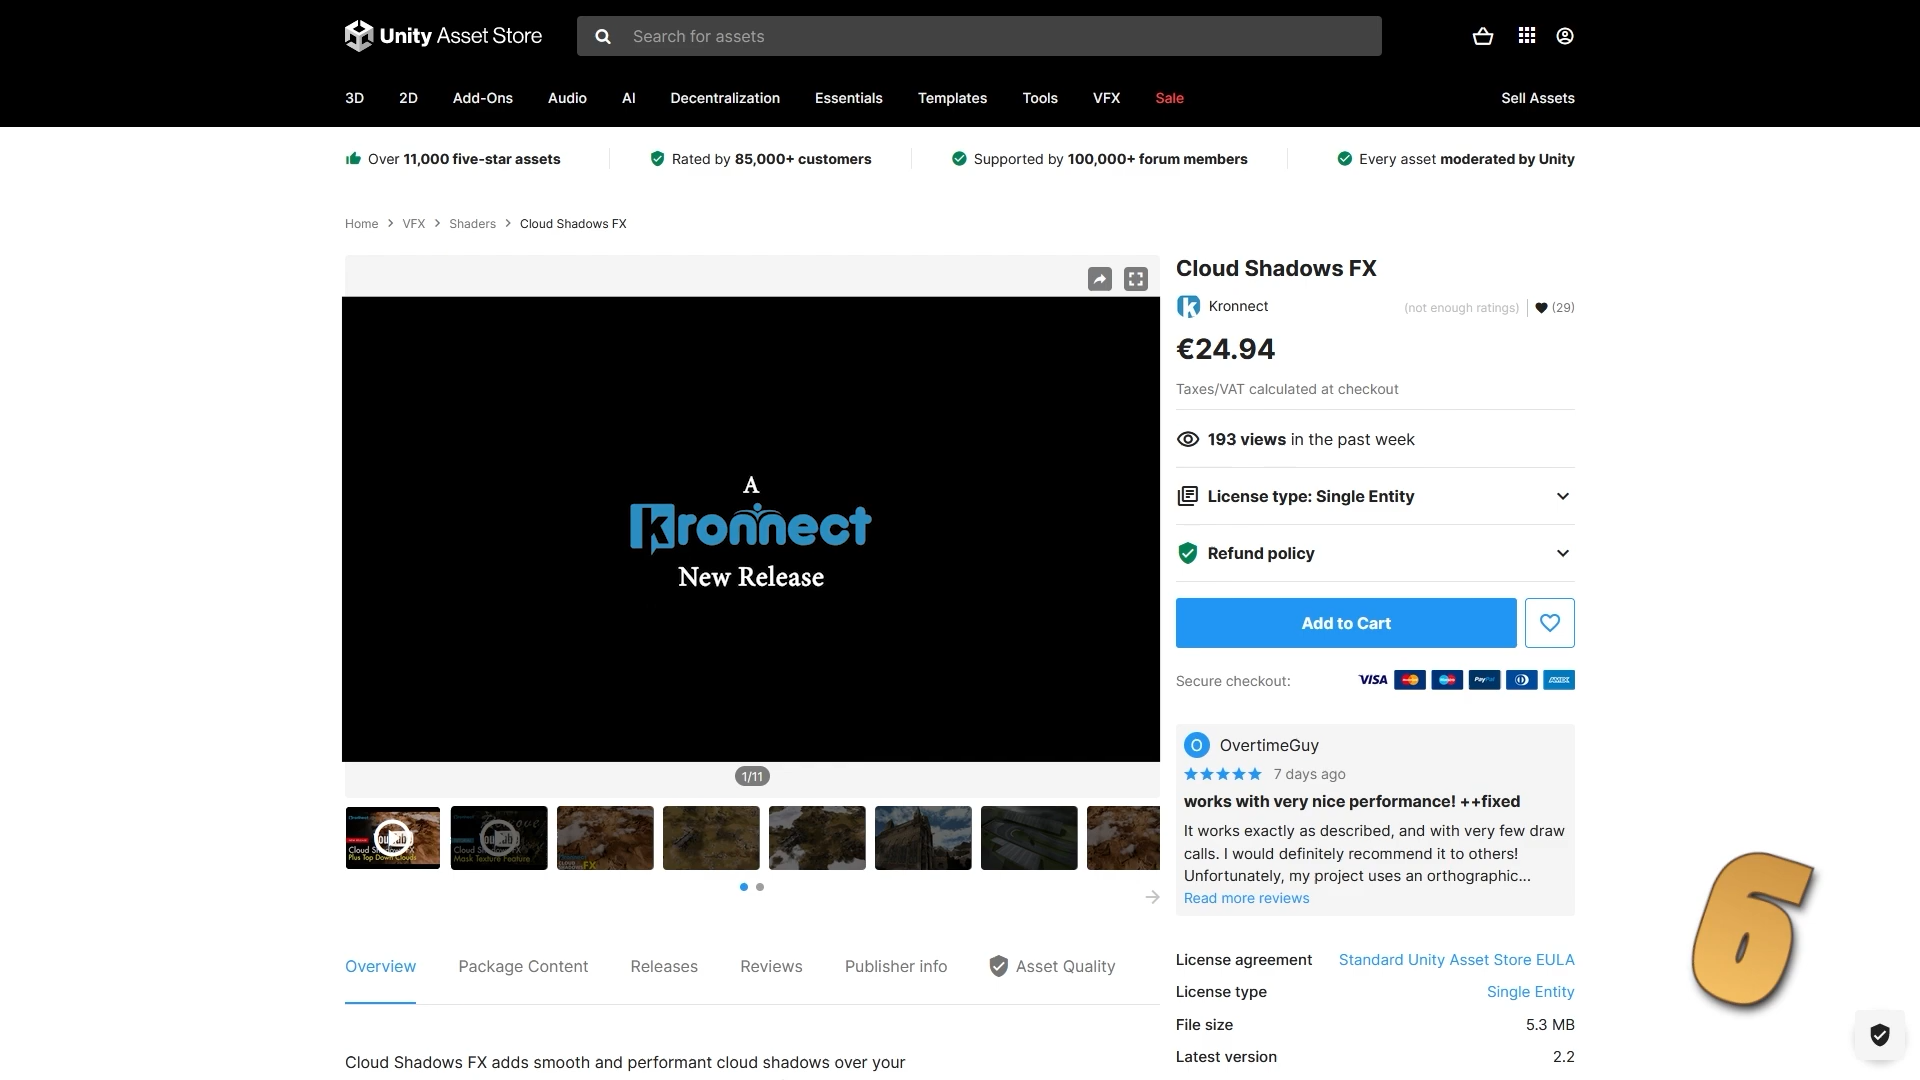 Unity Asset Store
Search for assets
3D 2D Add-Ons Audio AI Decentralization Essentials Templates Tools VFX Sale Sell Assets
Over 11,000 five-star assets
Rated by 85,000+ customers
Supported by 100,000+ forum members
Every asset moderated by Unity
Home > VFX > Shaders > Cloud Shadows FX
A
Kronnect
New Release
1/11
Overview Package Content Releases Reviews Publisher info Asset Quality
Cloud Shadows FX adds smooth and performant cloud shadows over your
Cloud Shadows FX
Kronnect
(not enough ratings) (29)
€24.94
Taxes/VAT calculated at checkout
193 views in the past week
License type: Single Entity
Refund policy
Add to Cart
Secure checkout: VISA PayPal AMEX
O OvertimeGuy
7 days ago
works with very nice performance! ++fixed
It works exactly as described, and with very few draw
calls. I would definitely recommend it to others!
Unfortunately, my project uses an orthographic...
Read more reviews
License agreement Standard Unity Asset Store EULA
License type Single Entity
File size 5.3 MB
Latest version 2.2
6